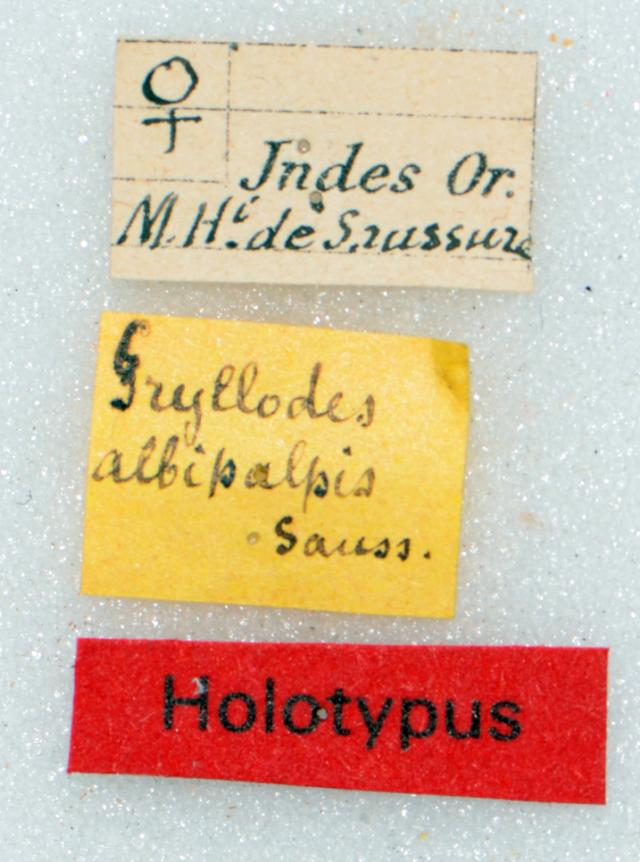 ♀
Indes Or.
M. Hi. de Saussure
Gryllodes
albipalpis
Sauss.
Holotypus